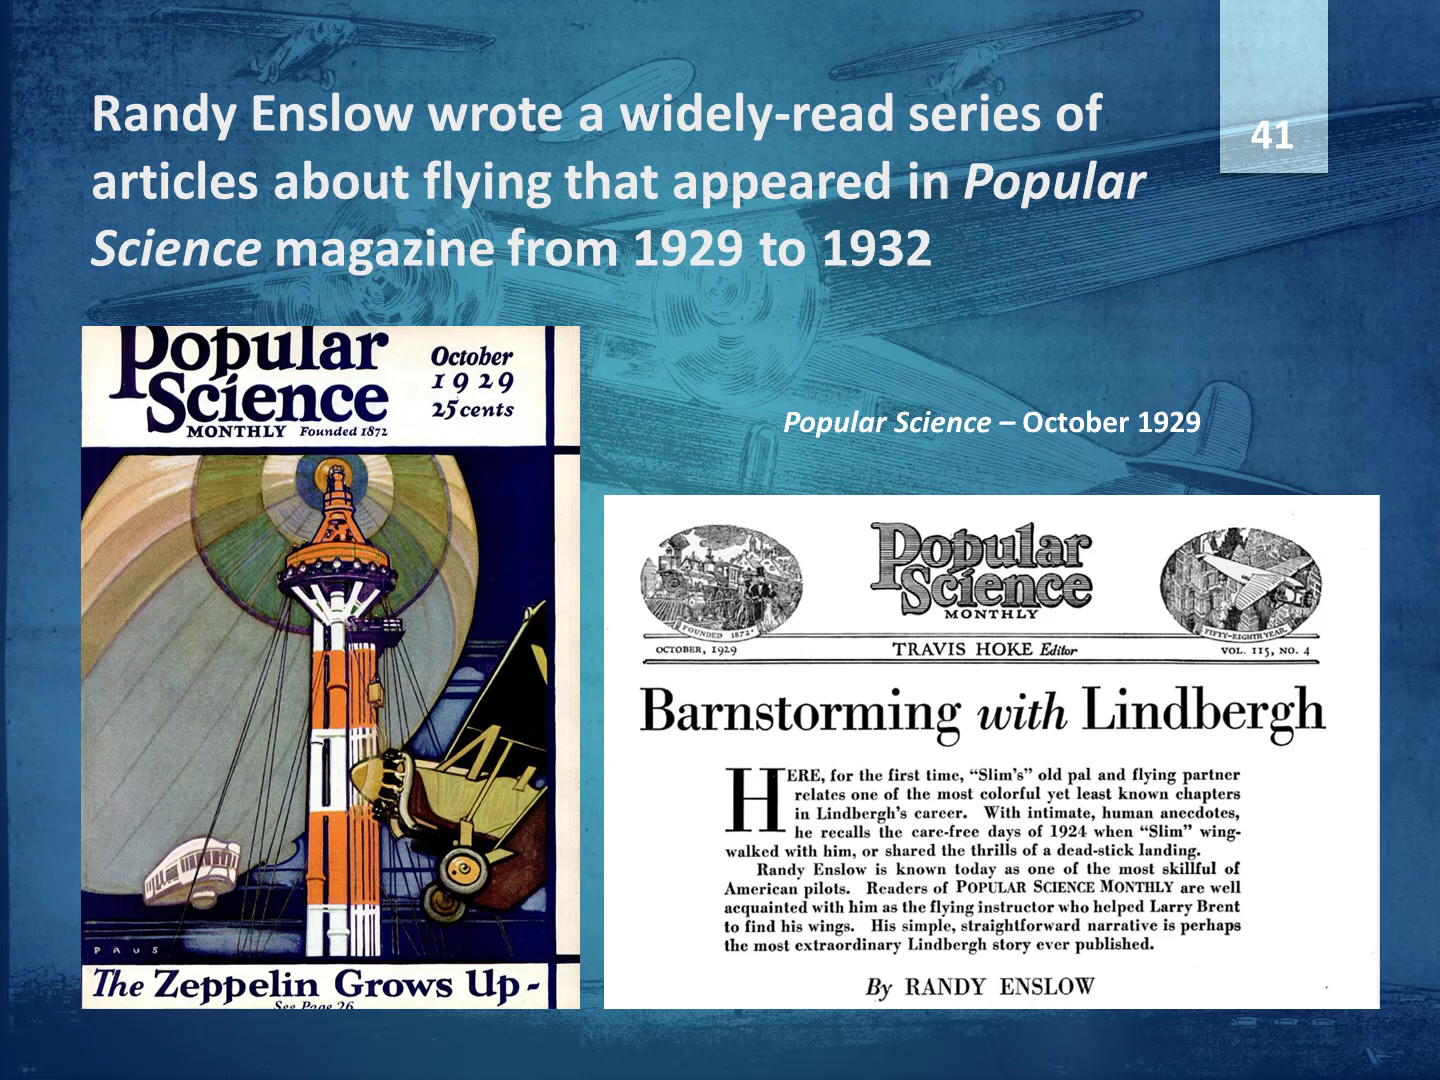 Randy Enslow wrote a widely-read series of
articles about flying that appeared in Popular
Science magazine from 1929 to 1932
41
Popular
Science
MONTHLY Founded 1872
October
1929
25 cents
PAUS
The Zeppelin Grows Up-
See Page 26
Popular Science – October 1929
Popular
Science
MONTHLY
FOUNDED 1872
FIFTY-EIGHTH YEAR
OCTOBER, 1929
TRAVIS HOKE Editor
VOL. 115, NO. 4
Barnstorming with Lindbergh
HERE, for the first time, “Slim’s” old pal and flying partner
relates one of the most colorful yet least known chapters
in Lindbergh’s career. With intimate, human anecdotes,
he recalls the care-free days of 1924 when “Slim” wing-
walked with him, or shared the thrills of a dead-stick landing.
Randy Enslow is known today as one of the most skillful of
American pilots. Readers of POPULAR SCIENCE MONTHLY are well
acquainted with him as the flying instructor who helped Larry Brent
to find his wings. His simple, straightforward narrative is perhaps
the most extraordinary Lindbergh story ever published.
By RANDY ENSLOW